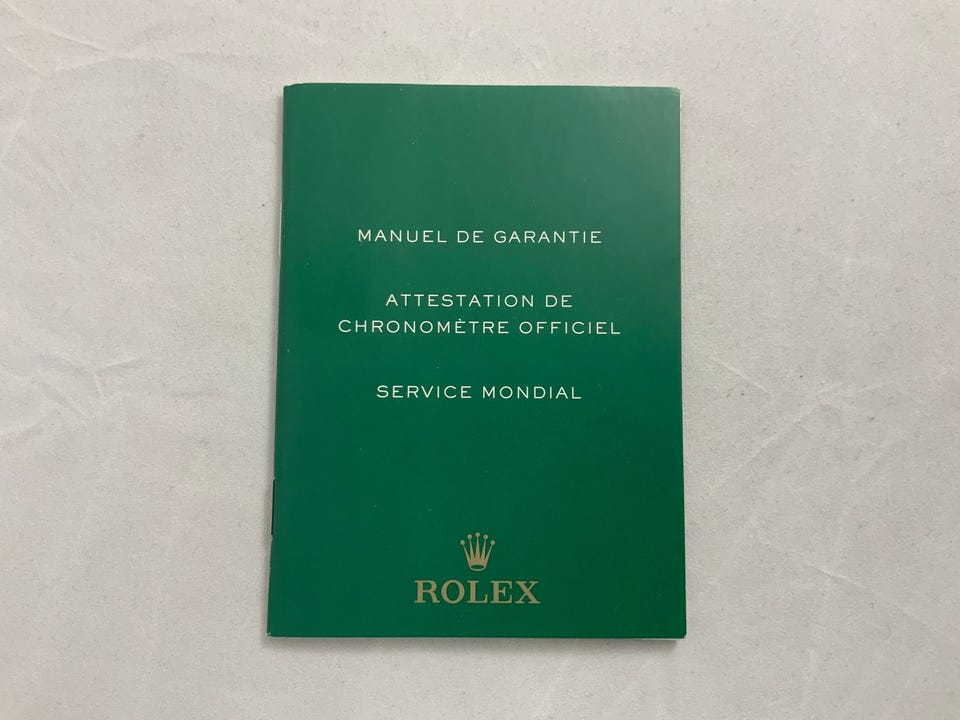 MANUEL DE GARANTIE
ATTESTATION DE
CHRONOMÈTRE OFFICIEL
SERVICE MONDIAL
ROLEX